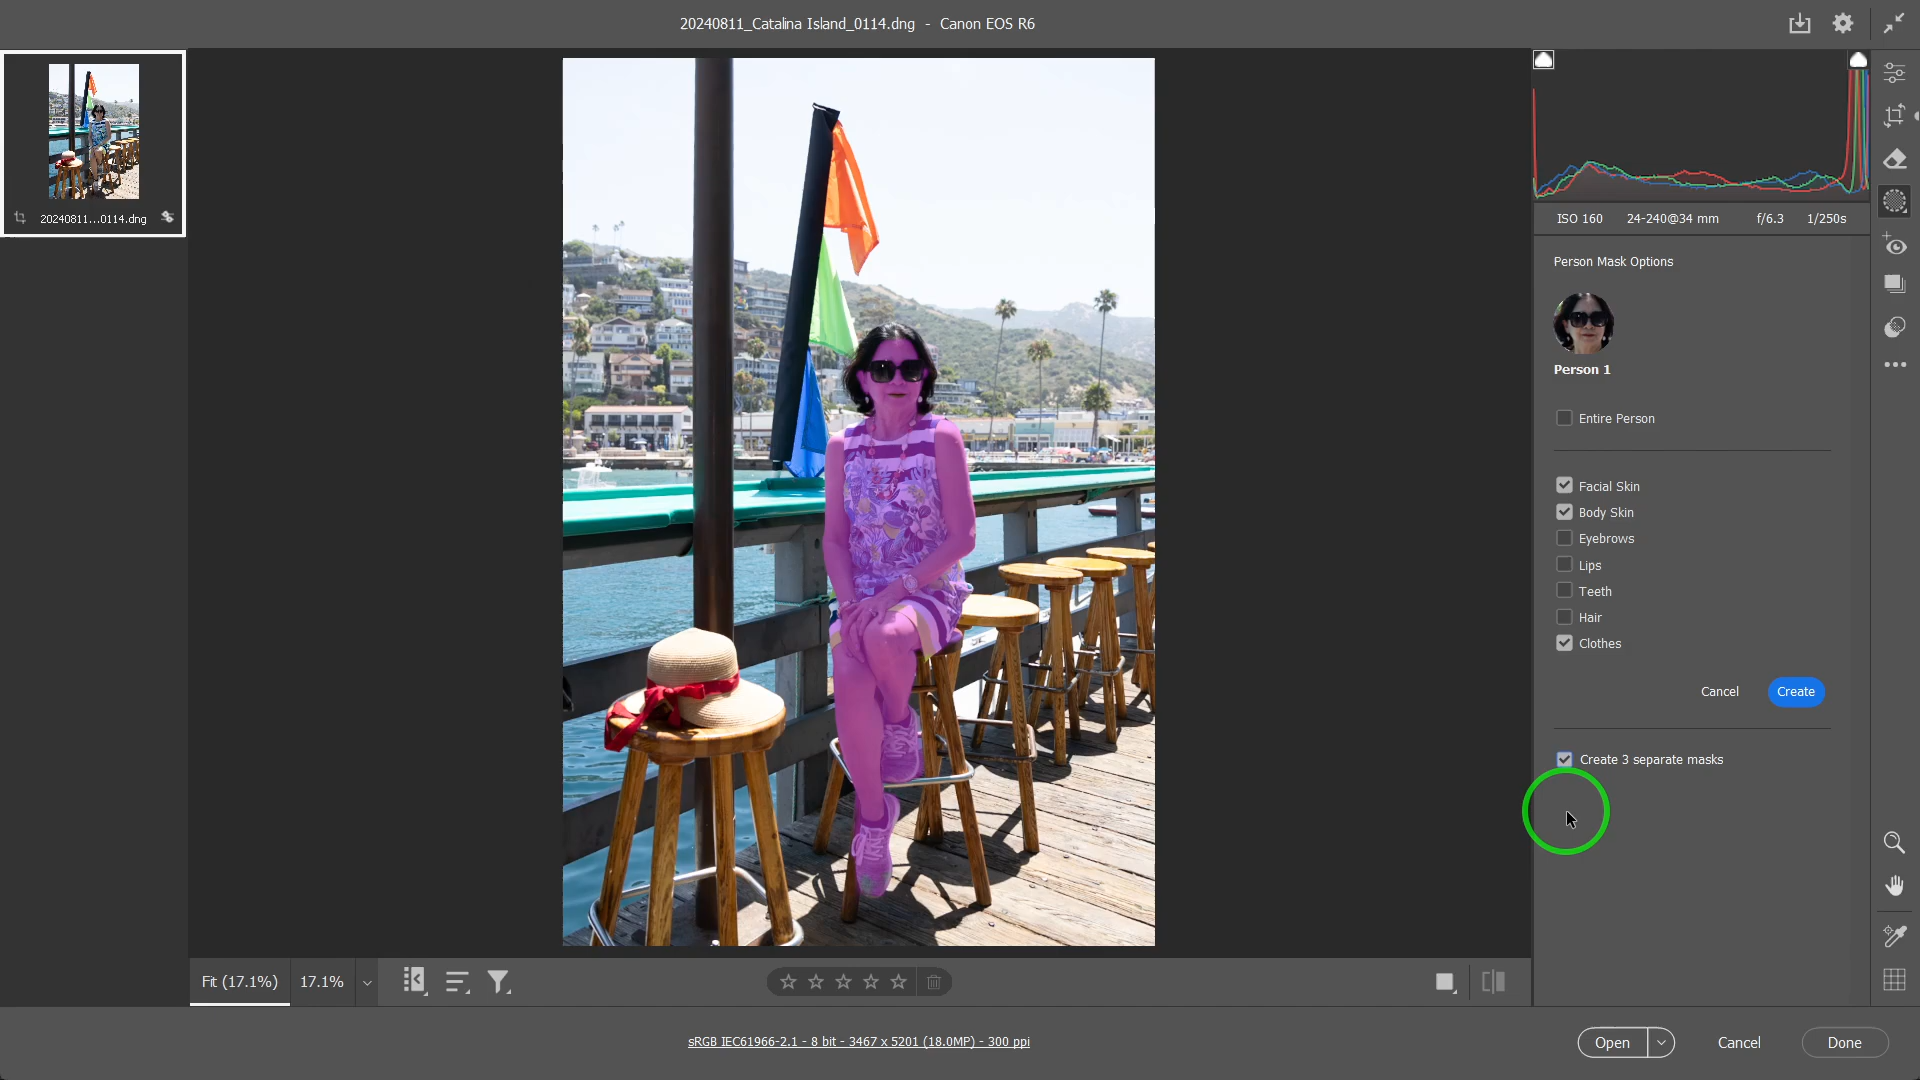 20240811_Catalina Island_0114.dng - Canon EOS R6
20240811...0114.dng
ISO 160 24-240@34 mm f/6.3 1/250s
Person Mask Options
Person 1
Entire Person
Facial Skin
Body Skin
Eyebrows
Lips
Teeth
Hair
Clothes
Cancel Create
Create 3 separate masks
Fit (17.1%) 17.1%
sRGB IEC61966-2.1 - 8 bit - 3467 x 5201 (18.0MP) - 300 ppi
Open Cancel Done